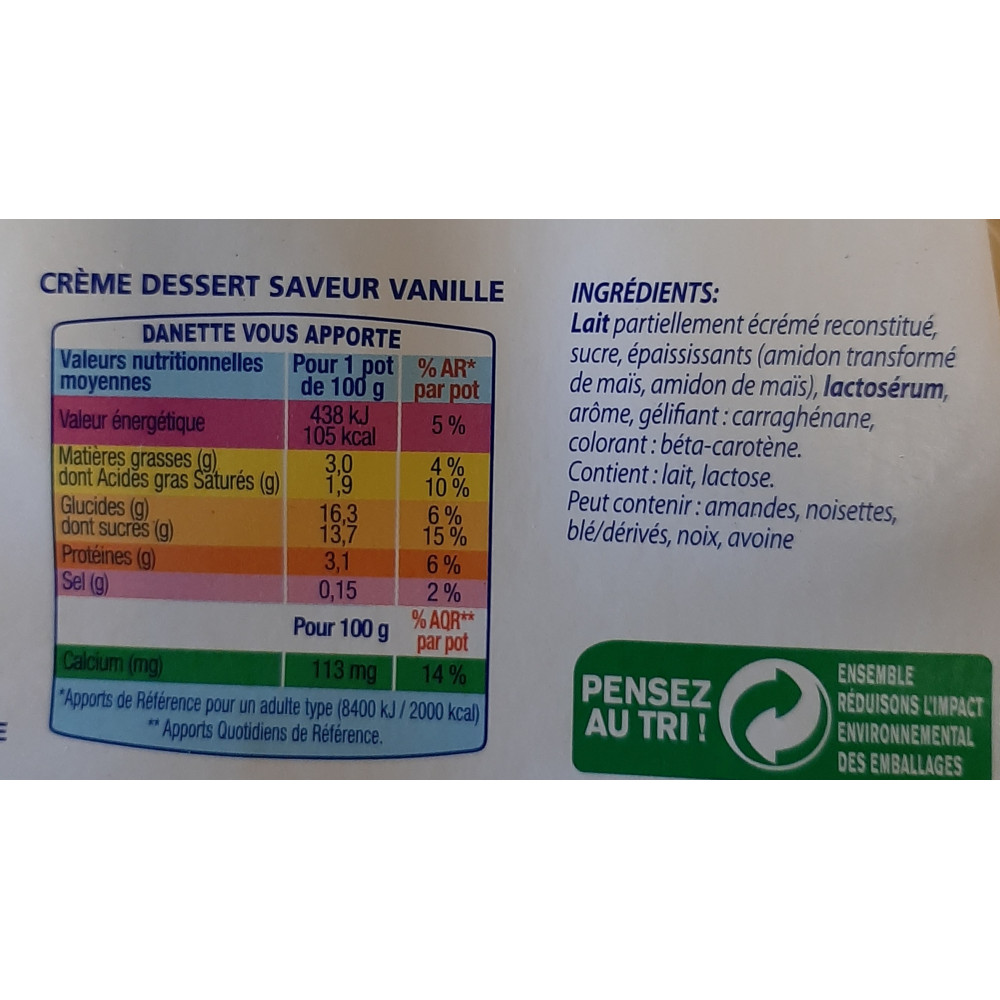 CRÈME DESSERT SAVEUR VANILLE
DANETTE VOUS APPORTE
Valeurs nutritionnelles moyennes Pour 1 pot de 100 g % AR* par pot
Valeur énergétique 438 kJ 105 kcal 5 %
Matières grasses (g) 3,0 4 %
dont Acides gras Saturés (g) 1,9 10 %
Glucides (g) 16,3 6 %
dont sucres (g) 13,7 15 %
Protéines (g) 3,1 6 %
Sel (g) 0,15 2 %
Pour 100 g % AQR** par pot
Calcium (mg) 113 mg 14 %
*Apports de Référence pour un adulte type (8400 kJ / 2000 kcal)
** Apports Quotidiens de Référence.
INGRÉDIENTS:
Lait partiellement écrémé reconstitué,
sucre, épaississants (amidon transformé
de maïs, amidon de maïs), lactosérum,
arôme, gélifiant : carraghénane,
colorant : béta-carotène.
Contient : lait, lactose.
Peut contenir : amandes, noisettes,
blé/dérivés, noix, avoine
PENSEZ
AU TRI !
ENSEMBLE
RÉDUISONS L'IMPACT
ENVIRONNEMENTAL
DES EMBALLAGES
E